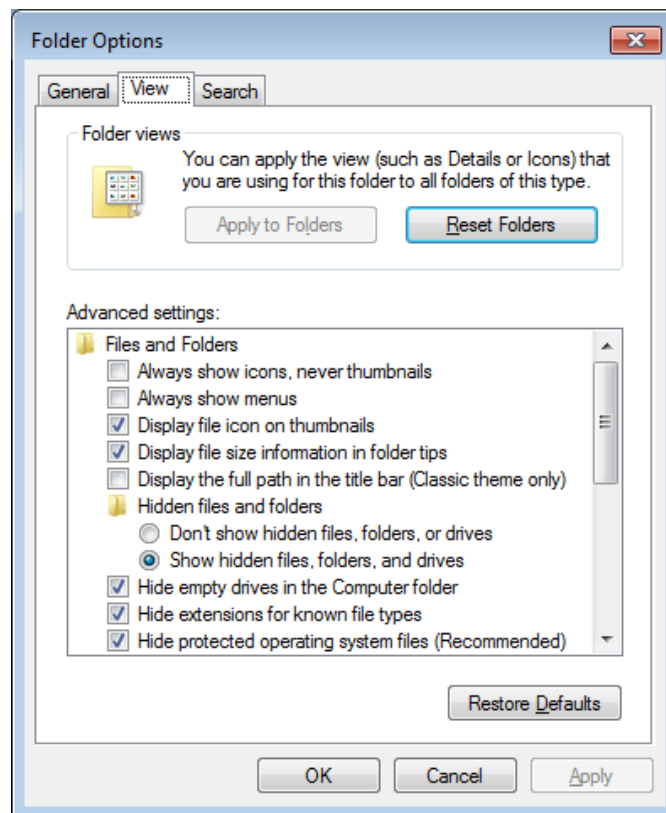 Folder Options
General
View
Search
Folder views
You can apply the view (such as Details or Icons) that
you are using for this folder to all folders of this type.
Apply to Folders
Reset Folders
Advanced settings:
Files and Folders
Always show icons, never thumbnails
Always show menus
Display file icon on thumbnails
Display file size information in folder tips
Display the full path in the title bar (Classic theme only)
Hidden files and folders
Don't show hidden files, folders, or drives
Show hidden files, folders, and drives
Hide empty drives in the Computer folder
Hide extensions for known file types
Hide protected operating system files (Recommended)
Restore Defaults
OK
Cancel
Apply